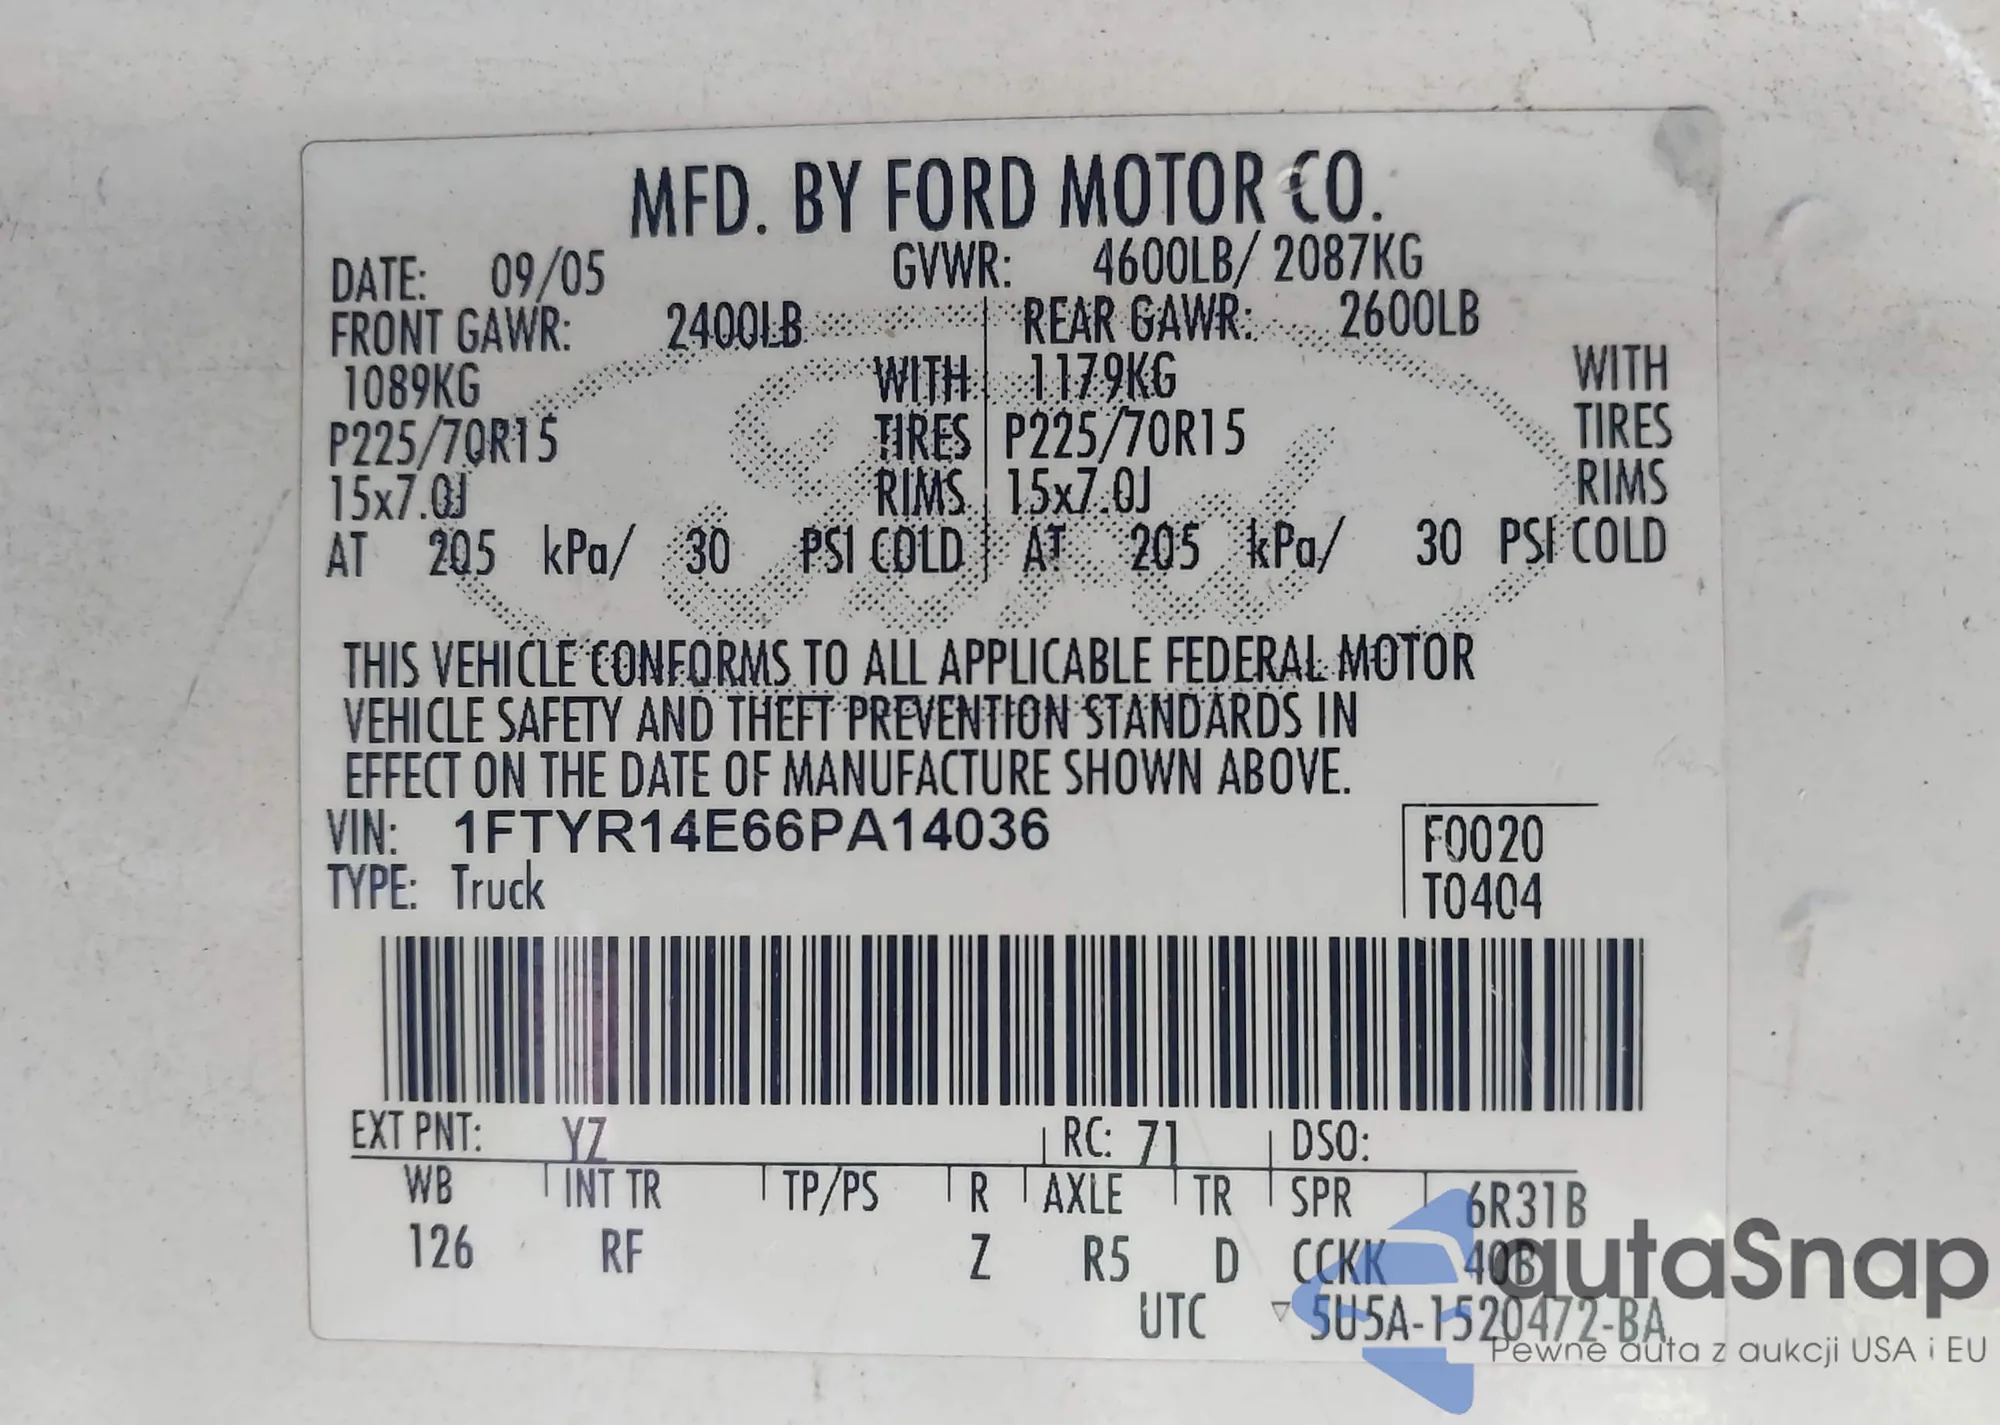 MFD. BY FORD MOTOR CO.
DATE: 09/05 GVWR: 4600LB/ 2087KG
FRONT GAWR: 2400LB REAR GAWR: 2600LB
1089KG WITH 1179KG WITH
P225/70R15 TIRES P225/70R15 TIRES
15x7.0J RIMS 15x7.0J RIMS
AT 205 kPa/ 30 PSI COLD AT 205 kPa/ 30 PSI COLD
THIS VEHICLE CONFORMS TO ALL APPLICABLE FEDERAL MOTOR
VEHICLE SAFETY AND THEFT PREVENTION STANDARDS IN
EFFECT ON THE DATE OF MANUFACTURE SHOWN ABOVE.
VIN: 1FTYR14E66PA14036 F0020
TYPE: Truck T0404
EXT PNT: YZ RC: 71 DSO:
WB INT TR TP/PS R AXLE TR SPR 6R31B
126 RF Z R5 D CCKK 40B
UTC ▽ 5U5A-1520472-BA
autaSnap
Pewne auta z aukcji USA i EU